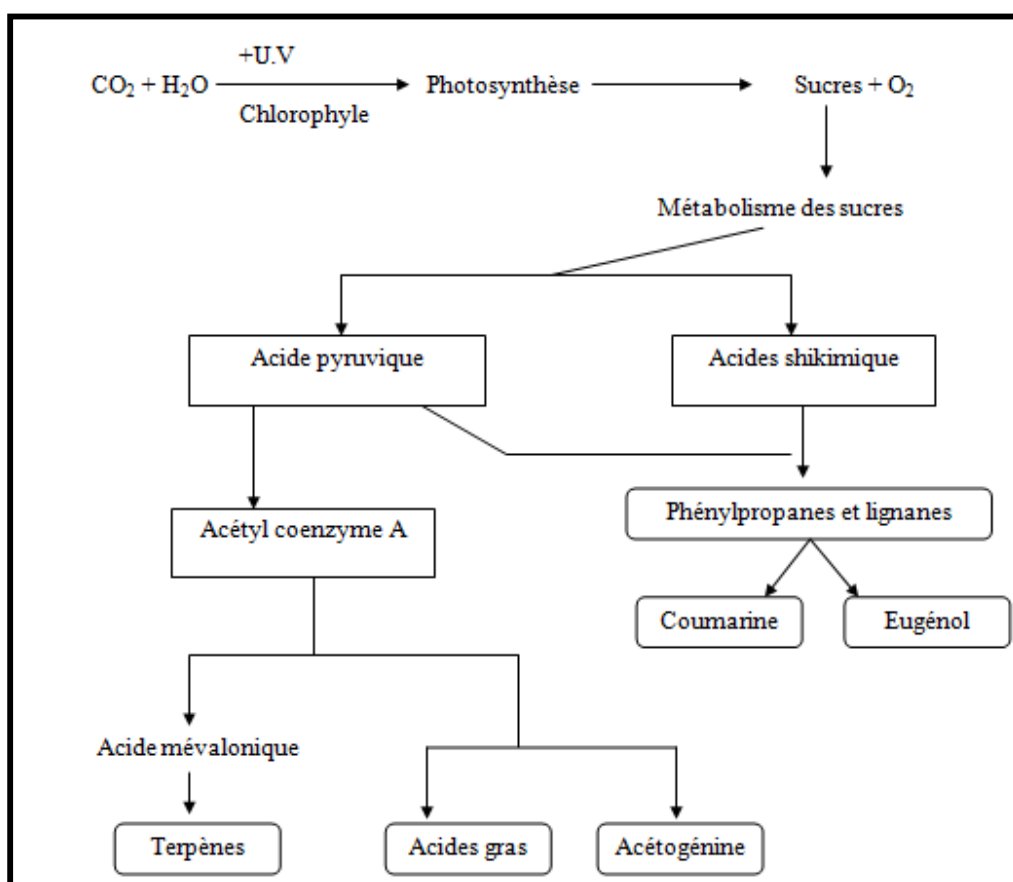 +U.V
CO₂ + H₂O Photosynthèse Sucres + O₂
Chlorophyle
Métabolisme des sucres
Acide pyruvique Acides shikimique
Acétyl coenzyme A Phénylpropanes et lignanes
Coumarine Eugénol
Acide mévalonique
Terpènes Acides gras Acétogénine